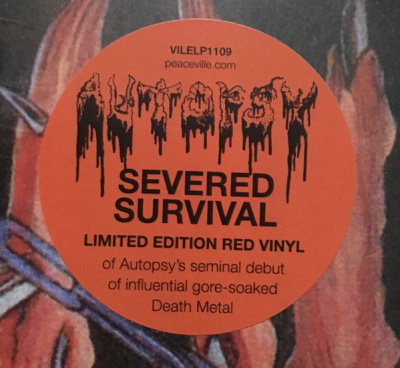 VILELP1109
peaceville.com
AUTOPSY
SEVERED
SURVIVAL
LIMITED EDITION RED VINYL
of Autopsy's seminal debut
of influential gore-soaked
Death Metal